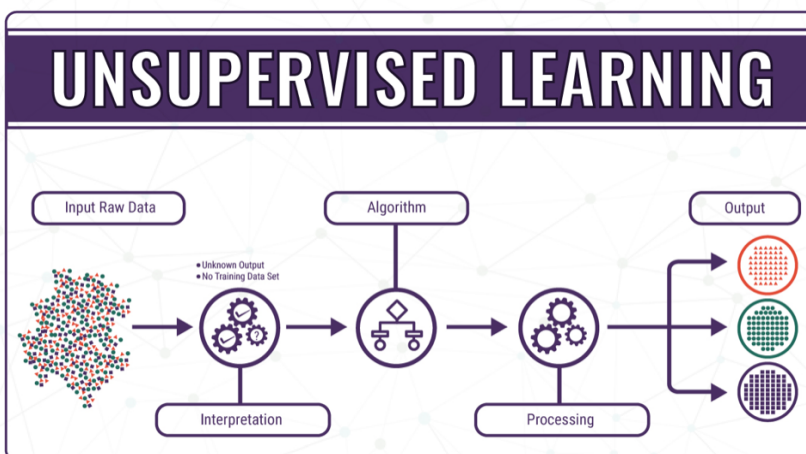 UNSUPERVISED LEARNING
Input Raw Data
Algorithm
Output
• Unknown Output
• No Training Data Set
?
Interpretation
Processing